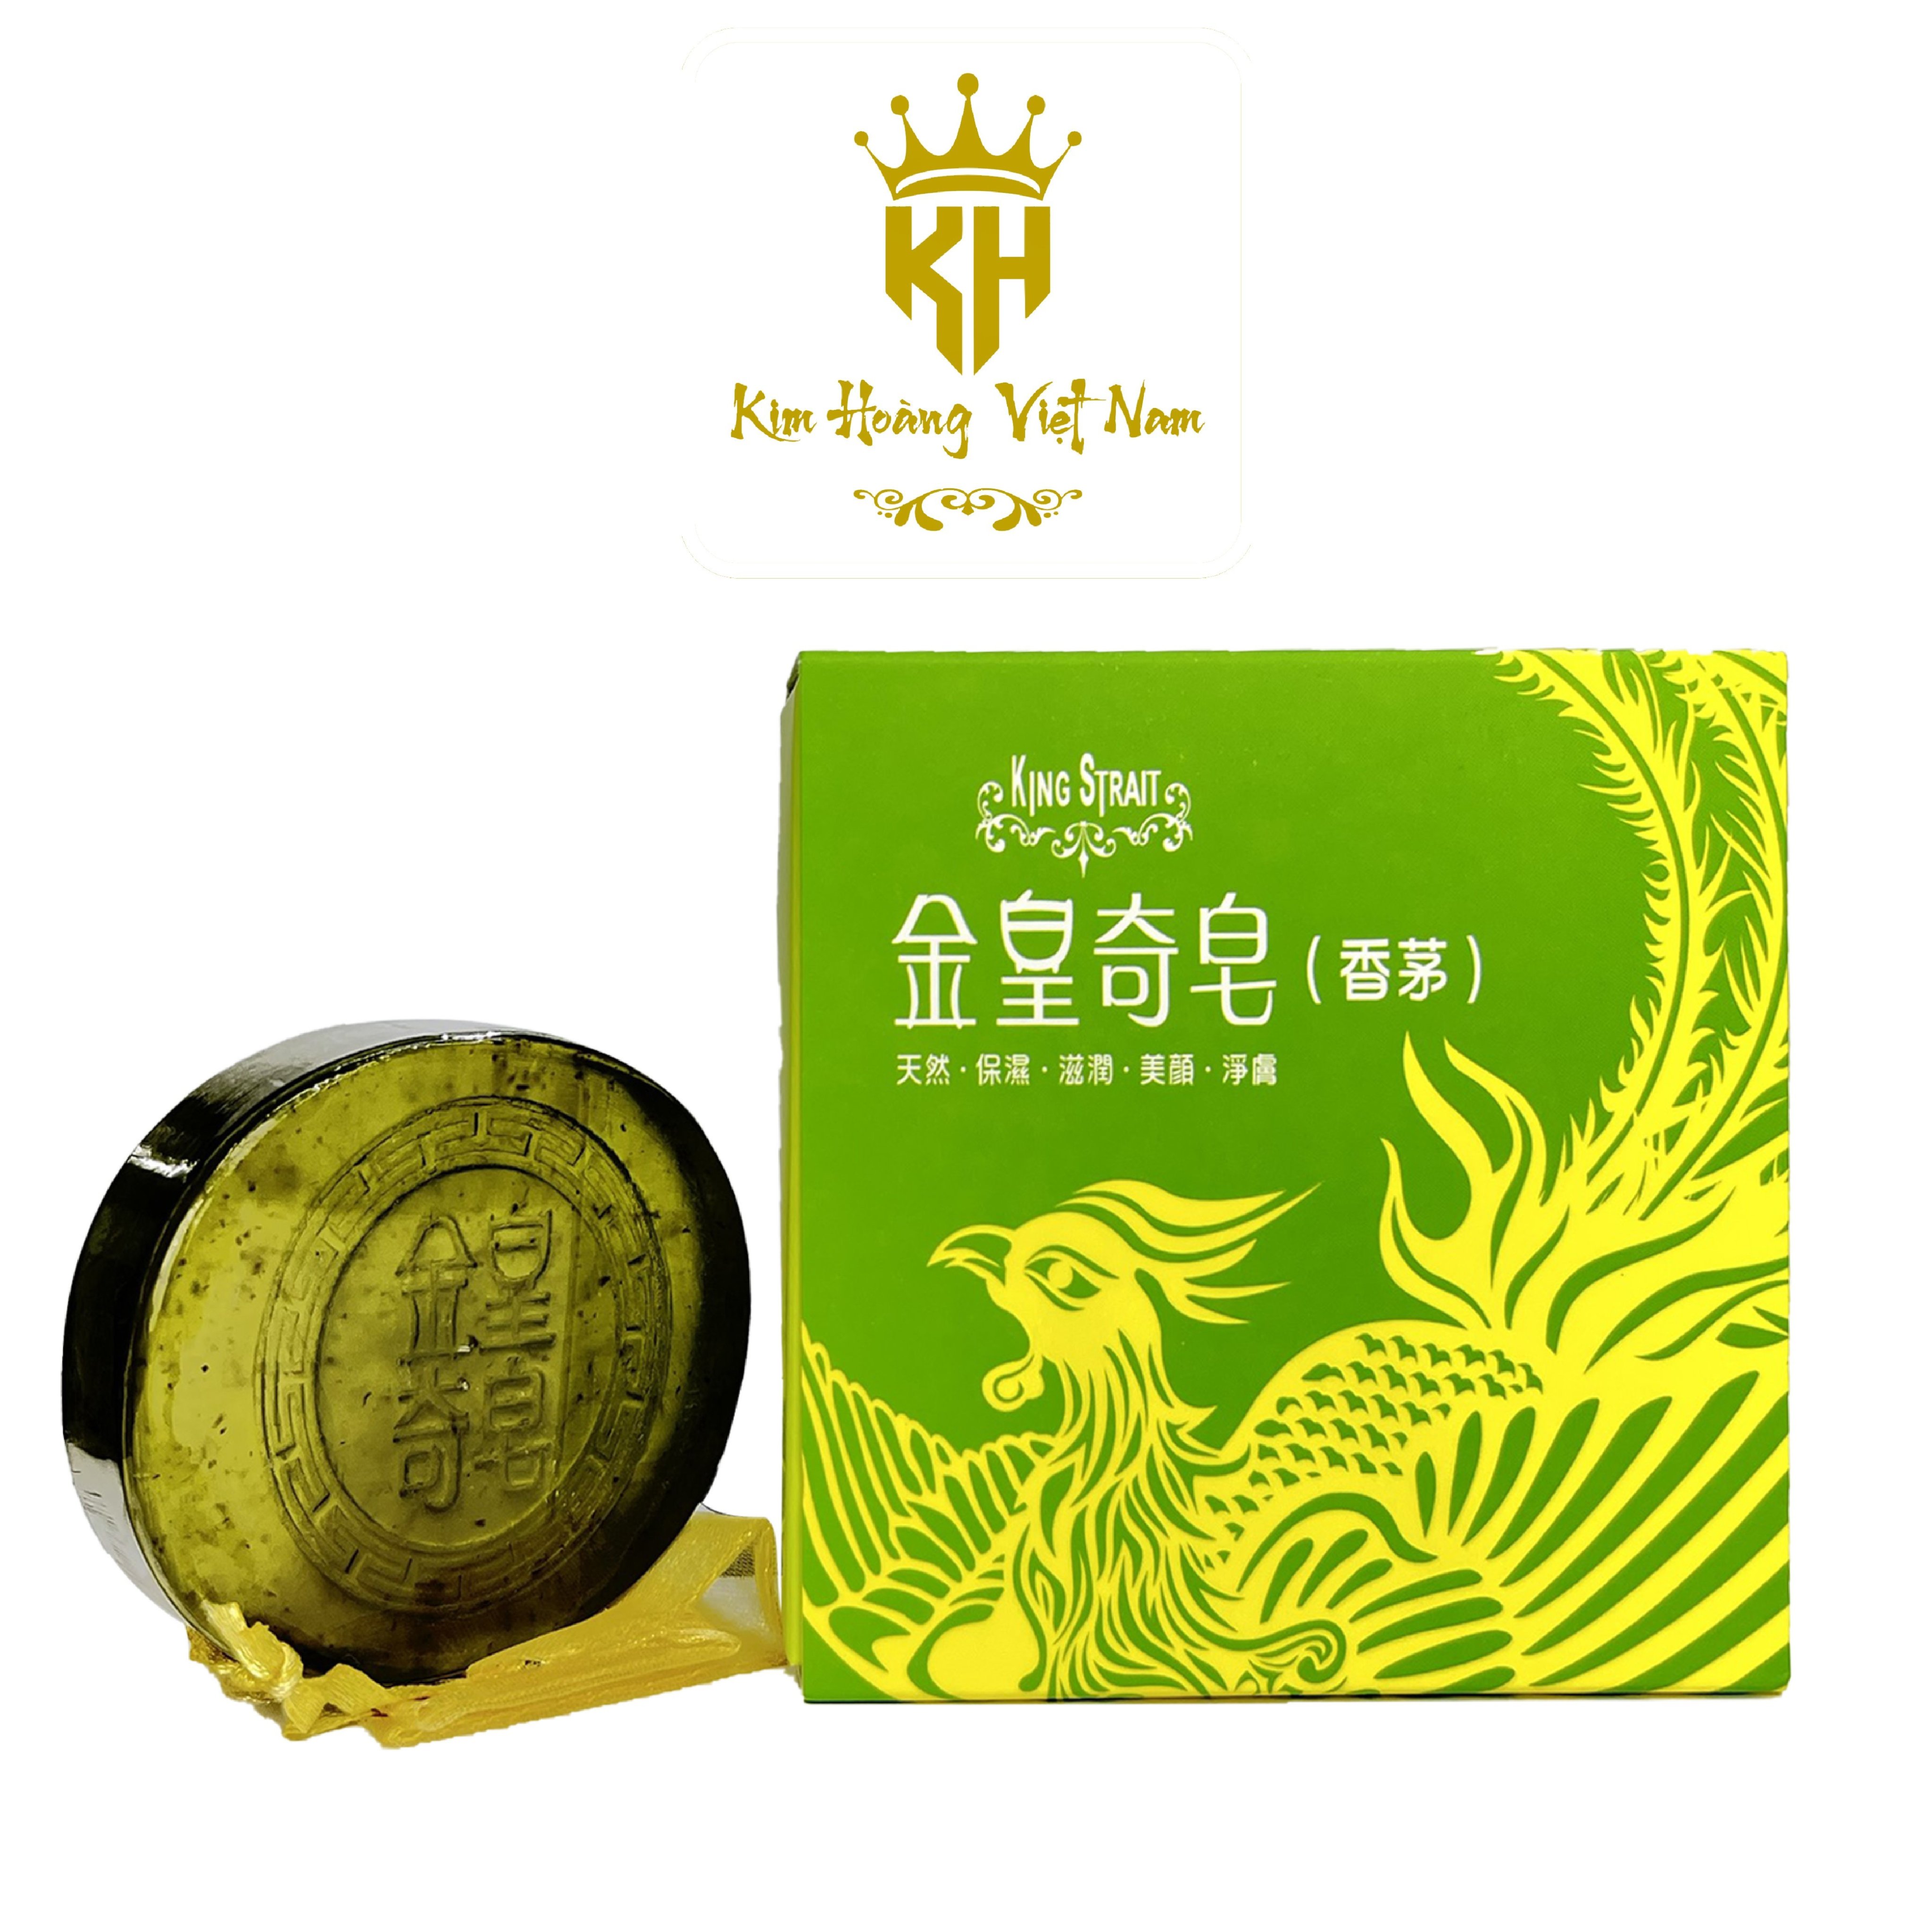 KH
Kim Hoàng Việt Nam
KING STRAIT
金皇奇皂(香茅)
天然·保濕·滋潤·美顏·淨膚
金皇
奇皂